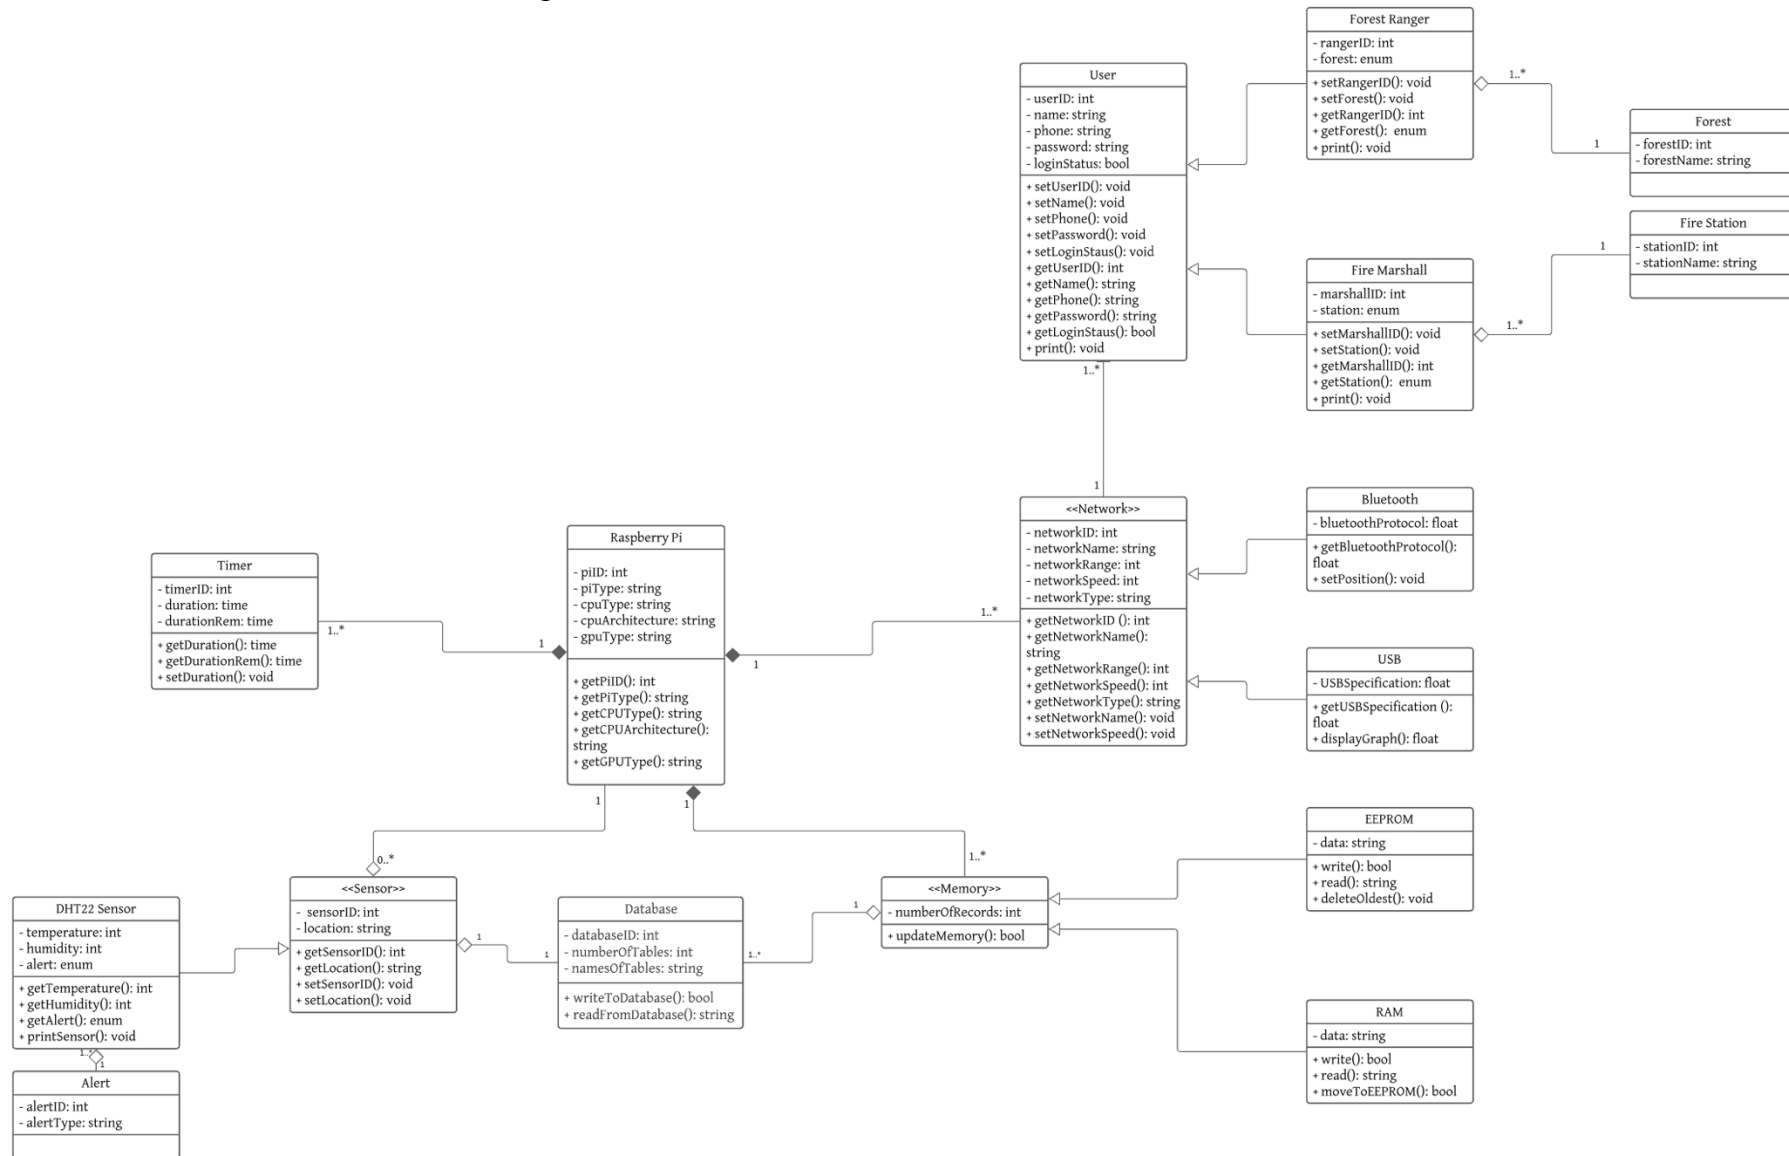 Forest Ranger
- rangerID: int
- forest: enum
+ setRangerID(): void
+ setForest(): void
+ getRangerID(): int
+ getForest(): enum
+ print(): void
1..*
1
Forest
- forestID: int
- forestName: string
User
- userID: int
- name: string
- phone: string
- password: string
- loginStatus: bool
+ setUserID(): void
+ setName(): void
+ setPhone(): void
+ setPassword(): void
+ setLoginStaus(): void
+ getUserID(): int
+ getName(): string
+ getPhone(): string
+ getPassword(): string
+ getLoginStaus(): bool
+ print(): void
1..*
1
Fire Station
- stationID: int
- stationName: string
1
Fire Marshall
- marshallID: int
- station: enum
+ setMarshallID(): void
+ setStation(): void
+ getMarshallID(): int
+ getStation(): enum
+ print(): void
1..*
<<Network>>
- networkID: int
- networkName: string
- networkRange: int
- networkSpeed: int
- networkType: string
+ getNetworkID (): int
+ getNetworkName():
string
+ getNetworkRange(): int
+ getNetworkSpeed(): int
+ getNetworkType(): string
+ setNetworkName(): void
+ setNetworkSpeed(): void
1..*
1
Bluetooth
- bluetoothProtocol: float
+ getBluetoothProtocol():
float
+ setPosition(): void
USB
- USBSpecification: float
+ getUSBSpecification ():
float
+ displayGraph(): float
Raspberry Pi
- piID: int
- piType: string
- cpuType: string
- cpuArchitecture: string
- gpuType: string
+ getPiID(): int
+ getPiType(): string
+ getCPUType(): string
+ getCPUArchitecture():
string
+ getGPUType(): string
Timer
- timerID: int
- duration: time
- durationRem: time
+ getDuration(): time
+ getDurationRem(): time
+ setDuration(): void
1..*
1
1
0..*
1
1..*
<<Sensor>>
- sensorID: int
- location: string
+ getSensorID(): int
+ getLocation(): string
+ setSensorID(): void
+ setLocation(): void
1
1
Database
- databaseID: int
- numberOfTables: int
- namesOfTables: string
+ writeToDatabase(): bool
+ readFromDatabase(): string
1..*
1
<<Memory>>
- numberOfRecords: int
+ updateMemory(): bool
EEPROM
- data: string
+ write(): bool
+ read(): string
+ deleteOldest(): void
RAM
- data: string
+ write(): bool
+ read(): string
+ moveToEEPROM(): bool
DHT22 Sensor
- temperature: int
- humidity: int
- alert: enum
+ getTemperature(): int
+ getHumidity(): int
+ getAlert(): enum
+ printSensor(): void
1..*
1
Alert
- alertID: int
- alertType: string